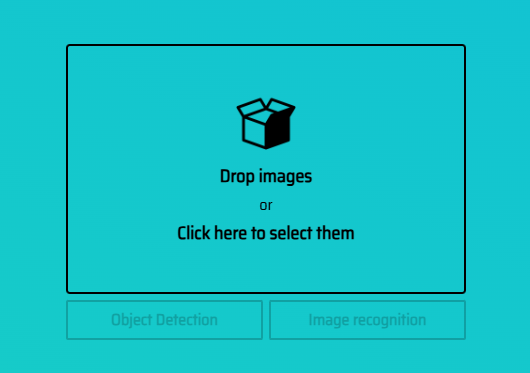 Drop images
or
Click here to select them
Object Detection
Image recognition